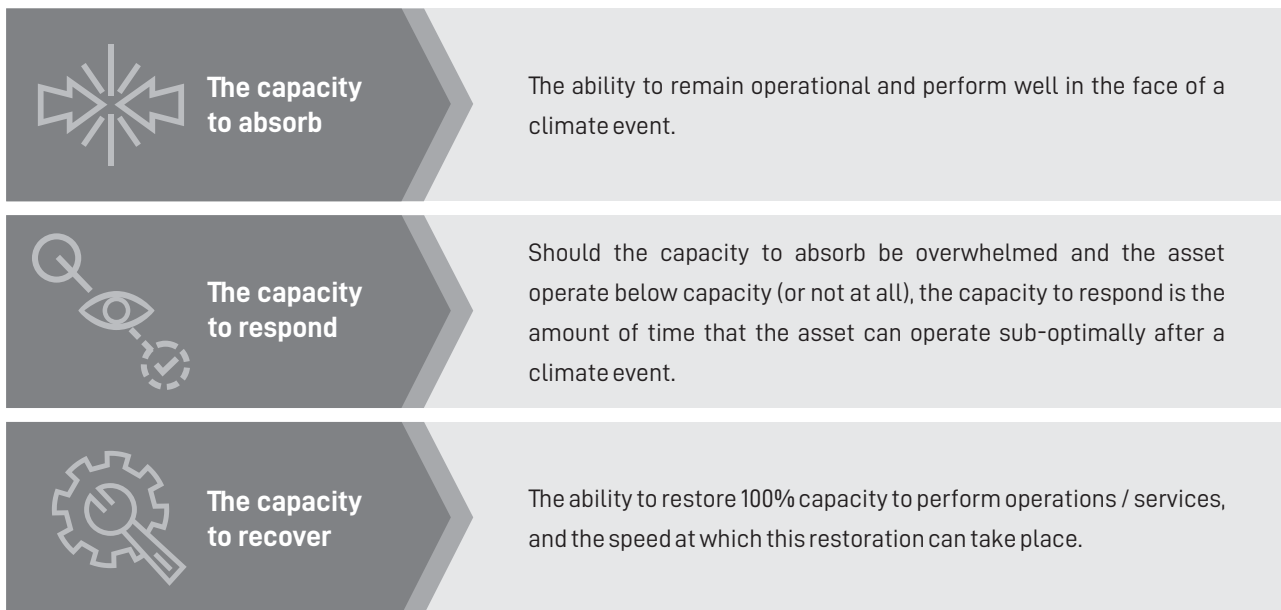 The capacity
to absorb
The ability to remain operational and perform well in the face of a
climate event.
The capacity
to respond
Should the capacity to absorb be overwhelmed and the asset
operate below capacity (or not at all), the capacity to respond is the
amount of time that the asset can operate sub-optimally after a
climate event.
The capacity
to recover
The ability to restore 100% capacity to perform operations / services,
and the speed at which this restoration can take place.